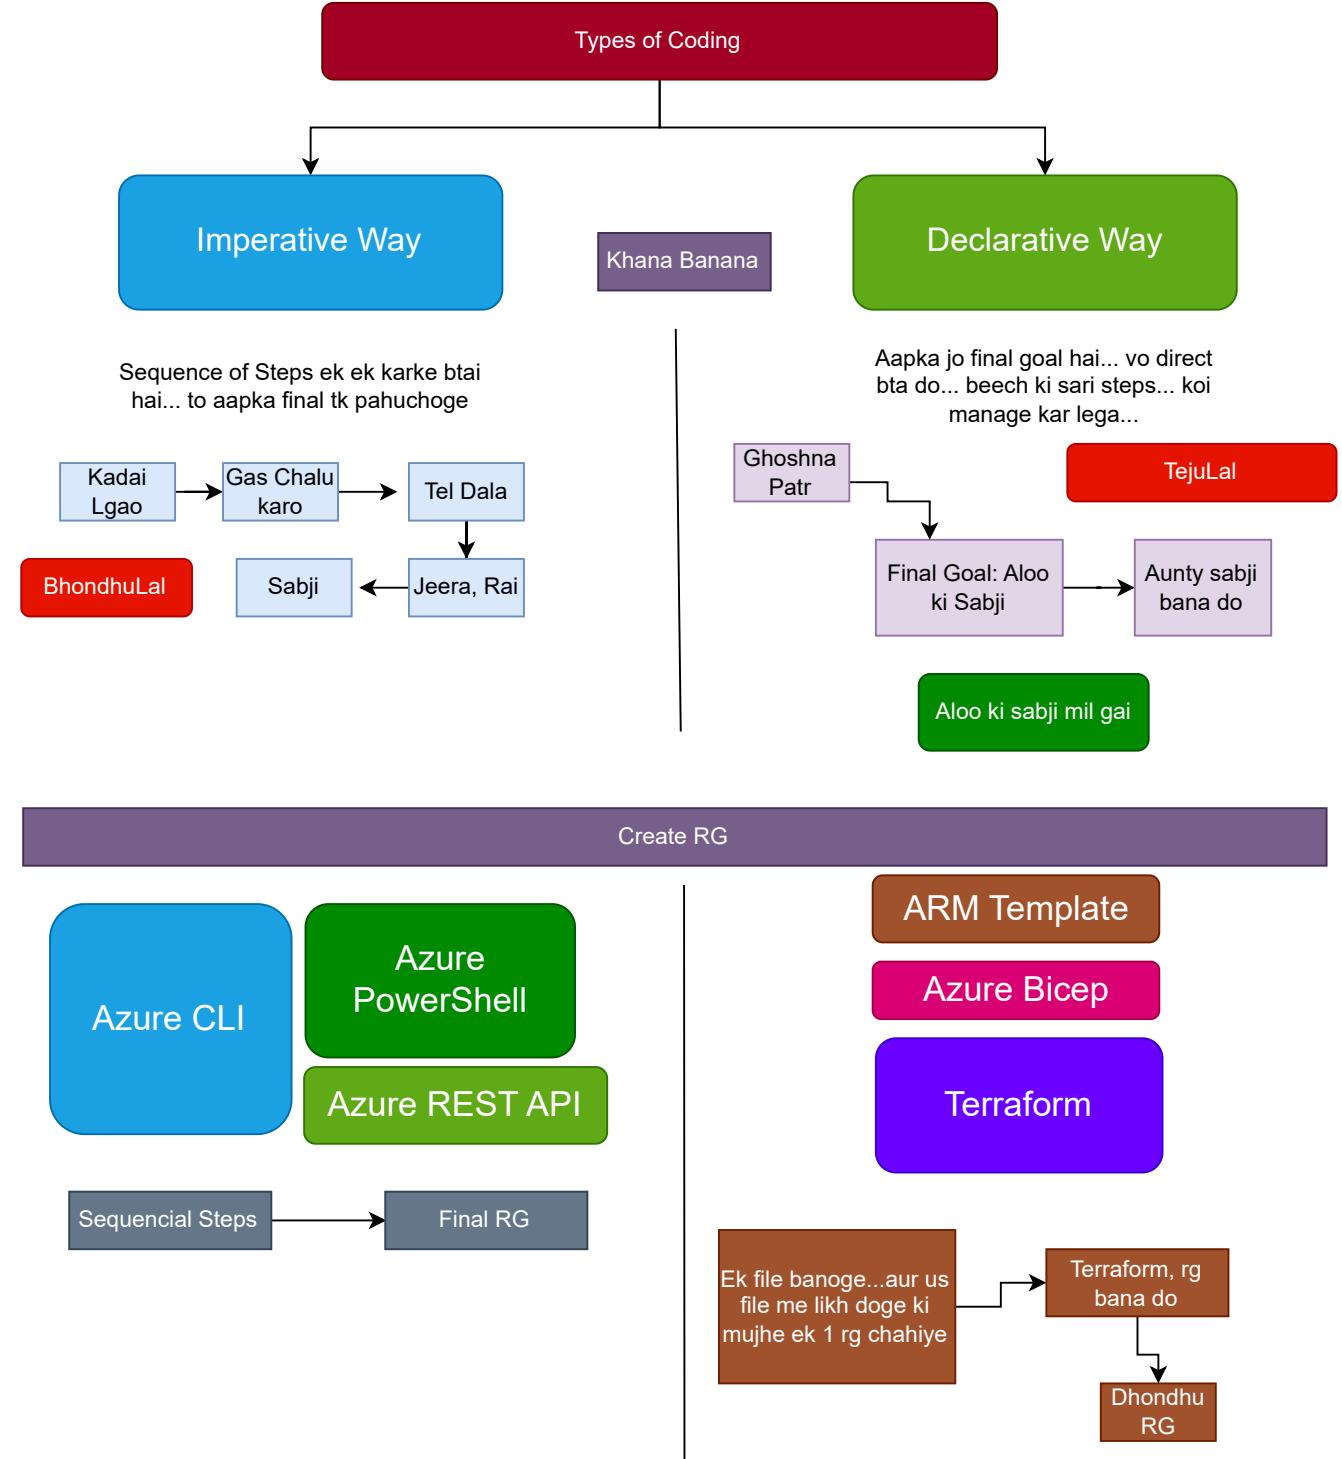 Types of Coding
Imperative Way
Khana Banana
Declarative Way
Sequence of Steps ek ek karke btai
hai... to aapka final tk pahuchoge
Aapka jo final goal hai... vo direct
bta do... beech ki sari steps... koi
manage kar lega...
Kadai
Lgao
Gas Chalu
karo
Tel Dala
BhondhuLal
Sabji
Jeera, Rai
Ghoshna
Patr
TejuLal
Final Goal: Aloo
ki Sabji
Aunty sabji
bana do
Aloo ki sabji mil gai
Create RG
Azure CLI
Azure
PowerShell
Azure REST API
Sequencial Steps
Final RG
ARM Template
Azure Bicep
Terraform
Ek file banoge...aur us
file me likh doge ki
mujhe ek 1 rg chahiye
Terraform, rg
bana do
Dhondhu
RG